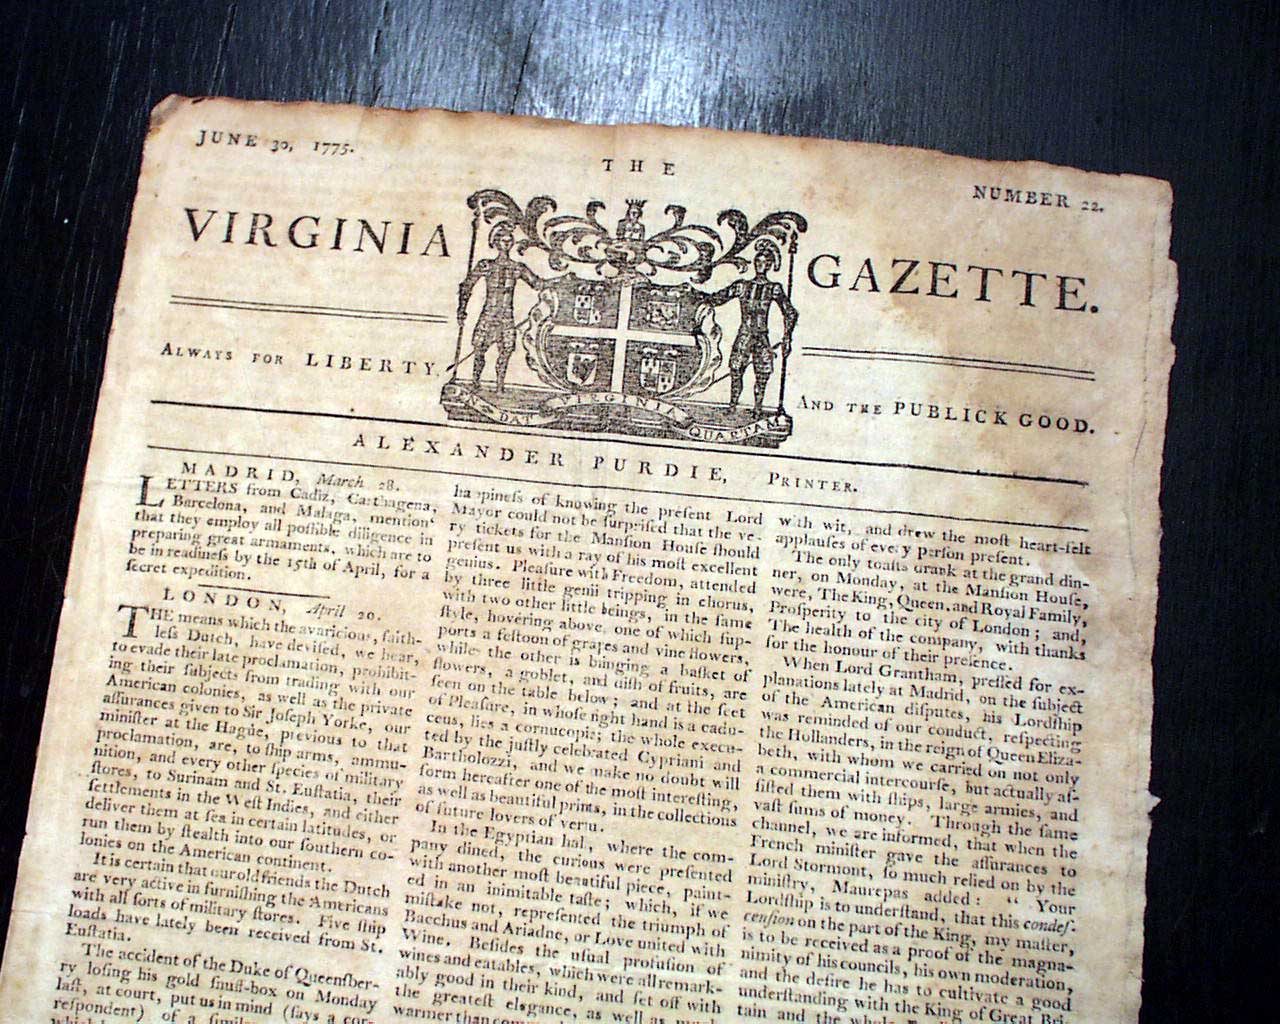 JUNE 30, 1775.
THE
NUMBER 22.
VIRGINIA GAZETTE.
ALWAYS FOR LIBERTY, AND THE PUBLICK GOOD.
EN DAT VIRGINIA QUARTAM
ALEXANDER PURDIE, PRINTER.
MADRID, March 28.
LETTERS from Cadiz, Carthagena,
Barcelona, and Malaga, mention
that they employ all poſſible diligence in
preparing great armaments, which are to
be in readineſs by the 15th of April, for a
ſecret expedition.
LONDON, April 20.
THE means which the avaricious, faith-
leſs Dutch, have deviſed, we hear,
to evade their late proclamation, prohibit-
ing their ſubjects from trading with our
American colonies, as well as the private
aſſurances given to Sir Joſeph Yorke, our
miniſter at the Hague, previous to that
proclamation, are, to ſhip arms, ammu-
nition, and every other ſpecies of military
ſtores, to Surinam and St. Euſtatia, their
ſettlements in the Weſt Indies, and either
deliver them at ſea in certain latitudes, or
run them by ſtealth into our ſouthern co-
lonies on the American continent.
It is certain that our old friends the Dutch
are very active in furniſhing the Americans
with all ſorts of military ſtores. Five ſhip
loads have lately been received from St.
Euſtatia.
The accident of the Duke of Queenſber-
ry loſing his gold ſnuff-box on Monday
laſt, at court, put us in mind (ſays a cor-
reſpondent) of a ſimilar
happineſs of knowing the preſent Lord
Mayor could not be ſurpriſed that the ve-
ry tickets for the Manſion Houſe ſhould
preſent us with a ray of his moſt excellent
genius. Pleaſure with Freedom, attended
by three little genii tripping in chorus,
with two other little beings, in the ſame
ſtyle, hovering above, one of which ſup-
ports a feſtoon of grapes and vine flowers,
while the other is bringing a baſket of
flowers, a goblet, and diſh of fruits, are
ſeen on the table below; and at the feet
of Pleaſure, in whoſe right hand is a cadu-
ceus, lies a cornucopia; the whole execu-
ted by the juſtly celebrated Cypriani and
Bartholozzi, and we make no doubt will
form hereafter one of the moſt intereſting,
as well as beautiful prints, in the collections
of future lovers of vertu.
In the Egyptian hall, where the com-
pany dined, the curious were preſented
with another moſt beautiful piece, paint-
ed in an inimitable taſte; which, if we
miſtake not, repreſented the triumph of
Bacchus and Ariadne, or Love united with
Wine. Beſides the uſual profuſion of
wines and eatables, which were all remark-
ably good in their kind, and ſet off with
the greateſt elegance, as well as
warmer than
with wit, and drew the moſt heart-felt
applauſes of every perſon preſent.
The only toaſts drank at the grand din-
ner, on Monday, at the Manſion Houſe,
were, The King, Queen, and Royal Family,
Proſperity to the city of London; and,
The health of the company, with thanks
for the honour of their preſence.
When Lord Grantham, preſſed for ex-
planations lately at Madrid, on the ſubject
of the American diſputes, his Lordſhip
was reminded of our conduct, reſpecting
the Hollanders, in the reign of Queen Eliza-
beth, with whom we carried on not only
a commercial intercourſe, but actually aſ-
ſiſted them with ſhips, large armies, and
vaſt ſums of money. Through the ſame
channel, we are informed, that when the
French miniſter gave the aſſurances to
Lord Stormont, ſo much relied on by the
miniſtry, Maurepas added: “ Your
Lordſhip is to underſtand, that this condeſ-
cenſion on the part of the King, my maſter,
is to be received as a proof of the magna-
nimity of his councils, his own moderation,
and the deſire he has to cultivate a good
underſtanding with the King of Great Bri-
tain and the whole